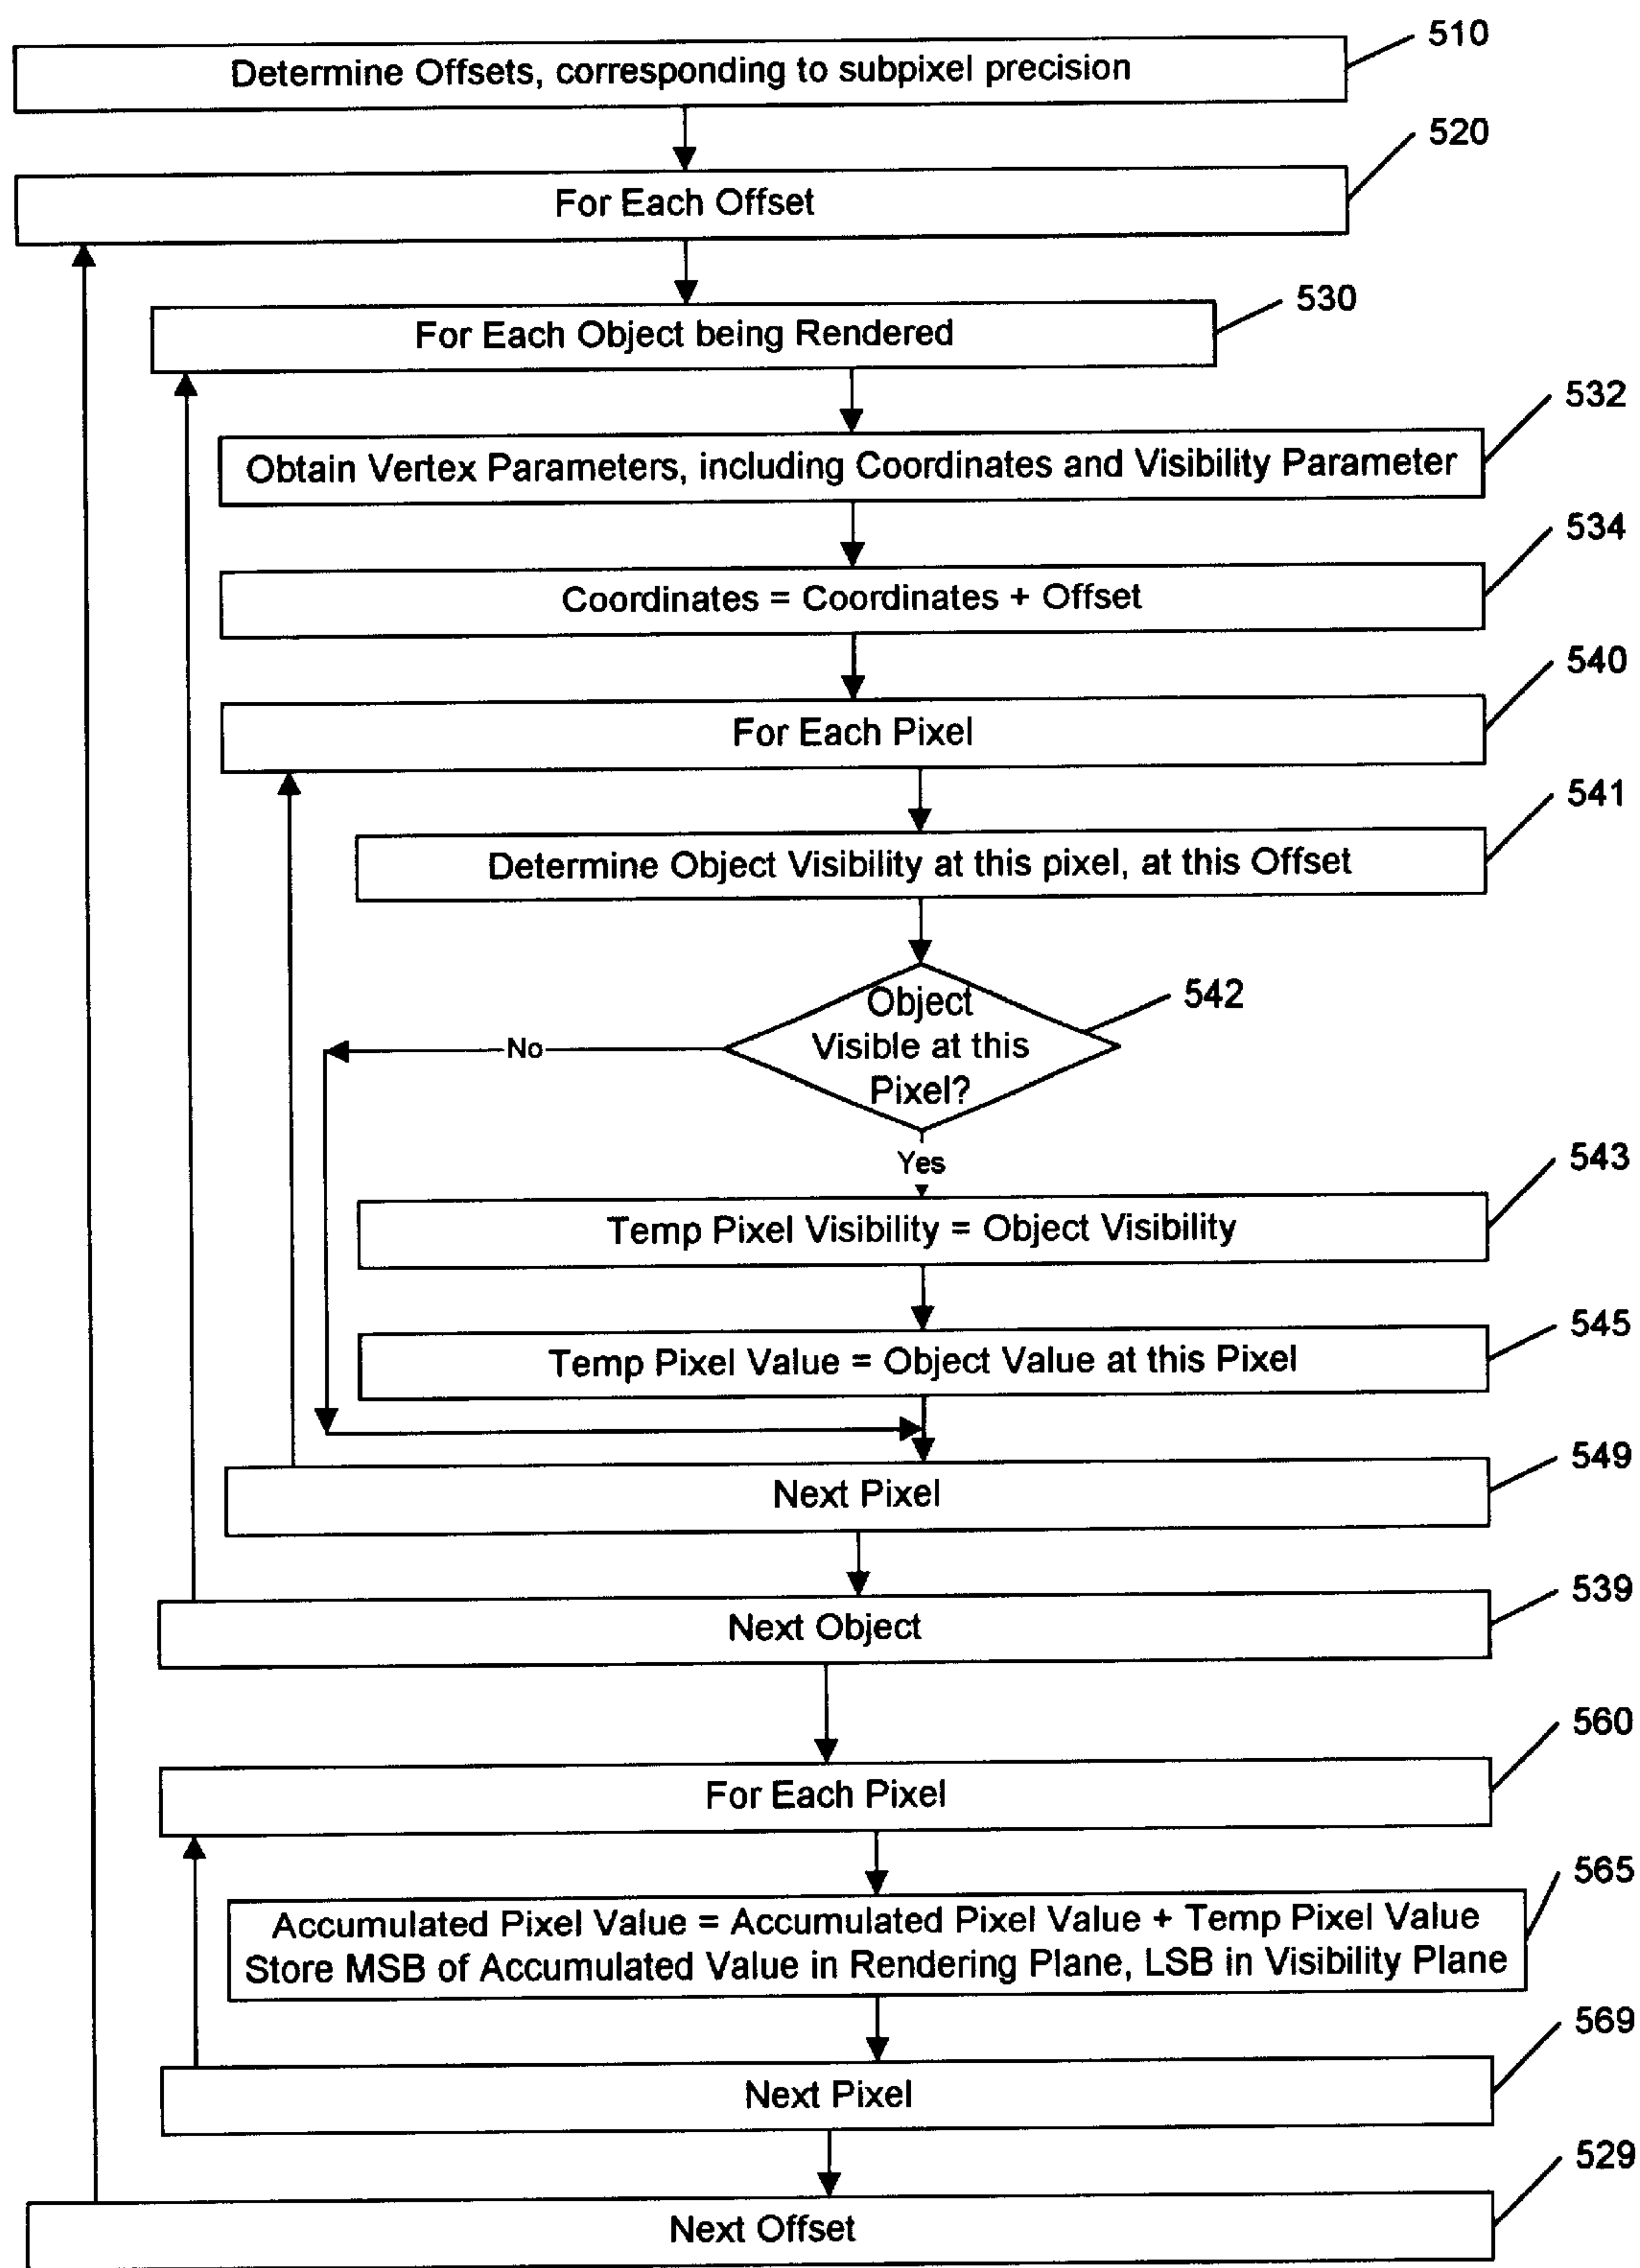 510
Determine Offsets, corresponding to subpixel precision
520
For Each Offset
530
For Each Object being Rendered
532
Obtain Vertex Parameters, including Coordinates and Visibility Parameter
534
Coordinates = Coordinates + Offset
540
For Each Pixel
541
Determine Object Visibility at this pixel, at this Offset
542
Object
Visible at this
Pixel?
No
Yes
543
Temp Pixel Visibility = Object Visibility
545
Temp Pixel Value = Object Value at this Pixel
549
Next Pixel
539
Next Object
560
For Each Pixel
565
Accumulated Pixel Value = Accumulated Pixel Value + Temp Pixel Value
Store MSB of Accumulated Value in Rendering Plane, LSB in Visibility Plane
569
Next Pixel
529
Next Offset